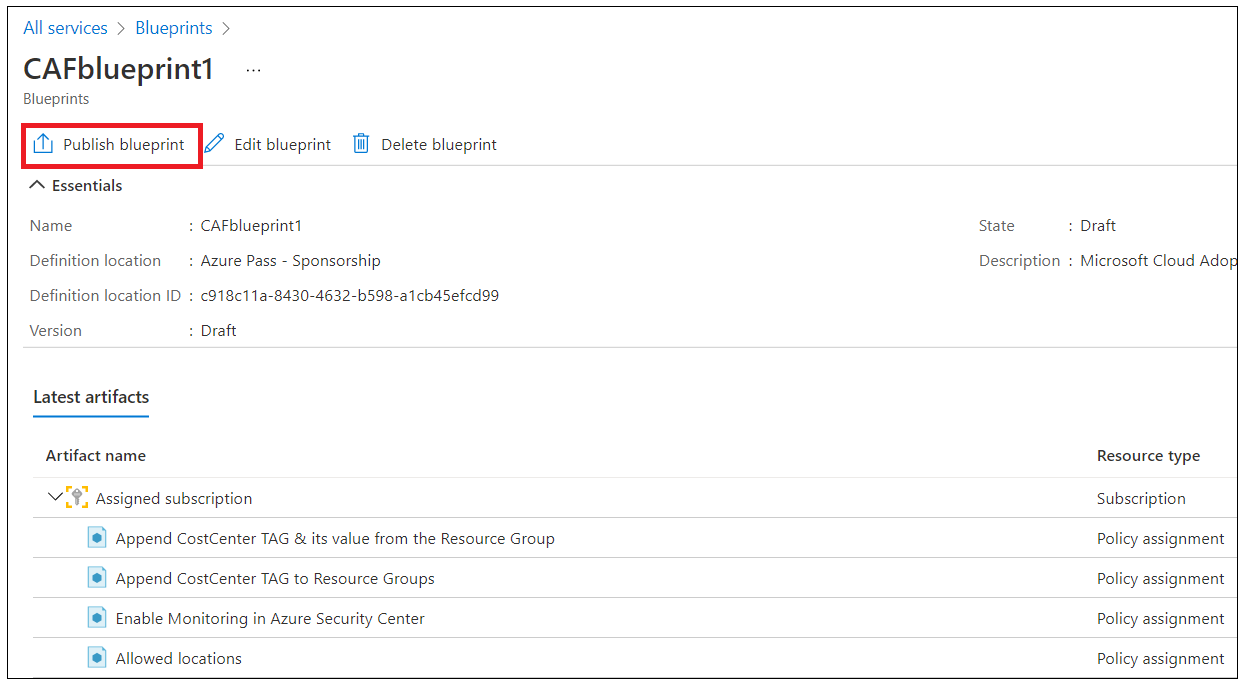 All services > Blueprints >
CAFblueprint1 ...
Blueprints
Publish blueprint Edit blueprint Delete blueprint
Essentials
Name : CAFblueprint1 State : Draft
Definition location : Azure Pass - Sponsorship Description : Microsoft Cloud Adop
Definition location ID : c918c11a-8430-4632-b598-a1cb45efcd99
Version : Draft
Latest artifacts
Artifact name Resource type
Assigned subscription Subscription
Append CostCenter TAG & its value from the Resource Group Policy assignment
Append CostCenter TAG to Resource Groups Policy assignment
Enable Monitoring in Azure Security Center Policy assignment
Allowed locations Policy assignment